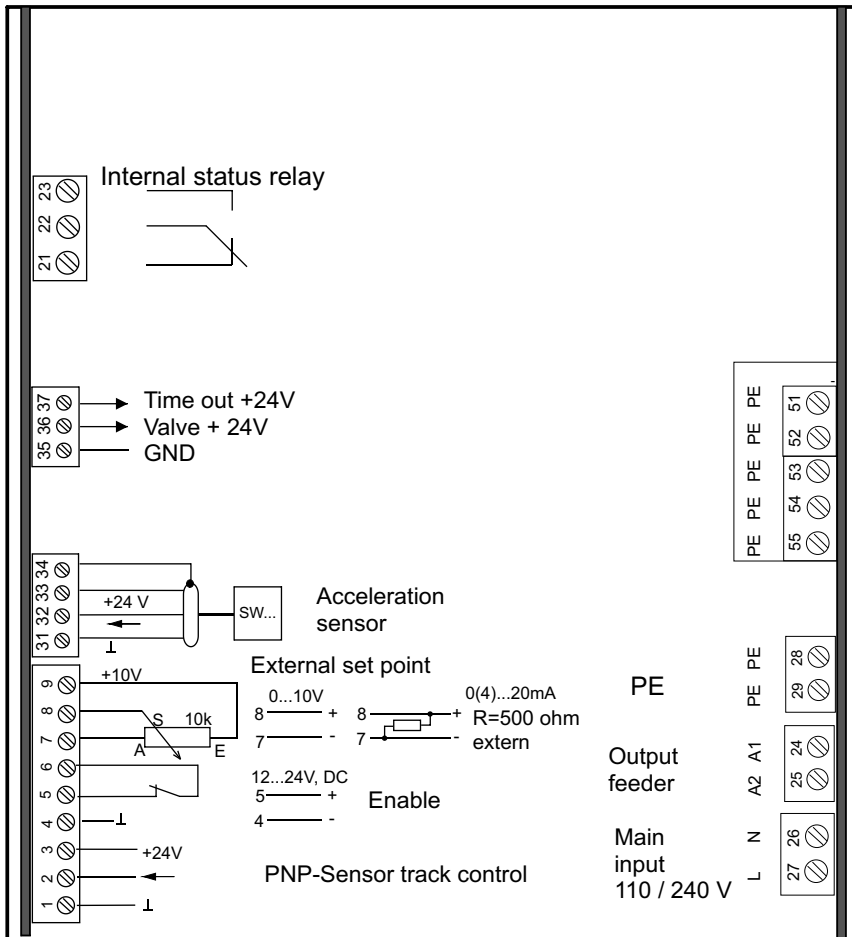 Internal status relay
23
22
21
37 Time out +24V
36 Valve + 24V
35 GND
34
33
32 +24 V
31 ⊥
SW...
Acceleration
sensor
9 +10V
8
7
6
5
4 ⊥
3 +24V
2
1 ⊥
S 10k
A E
External set point
0...10V
8 +
7 -
0(4)...20mA
8 +
7 -
R=500 ohm
extern
12...24V, DC
5 +
4 -
Enable
PNP-Sensor track control
PE 51
PE 52
PE 53
PE 54
PE 55
PE
PE 28
PE 29
Output
feeder
A1 24
A2 25
Main
input
110 / 240 V
N 26
L 27